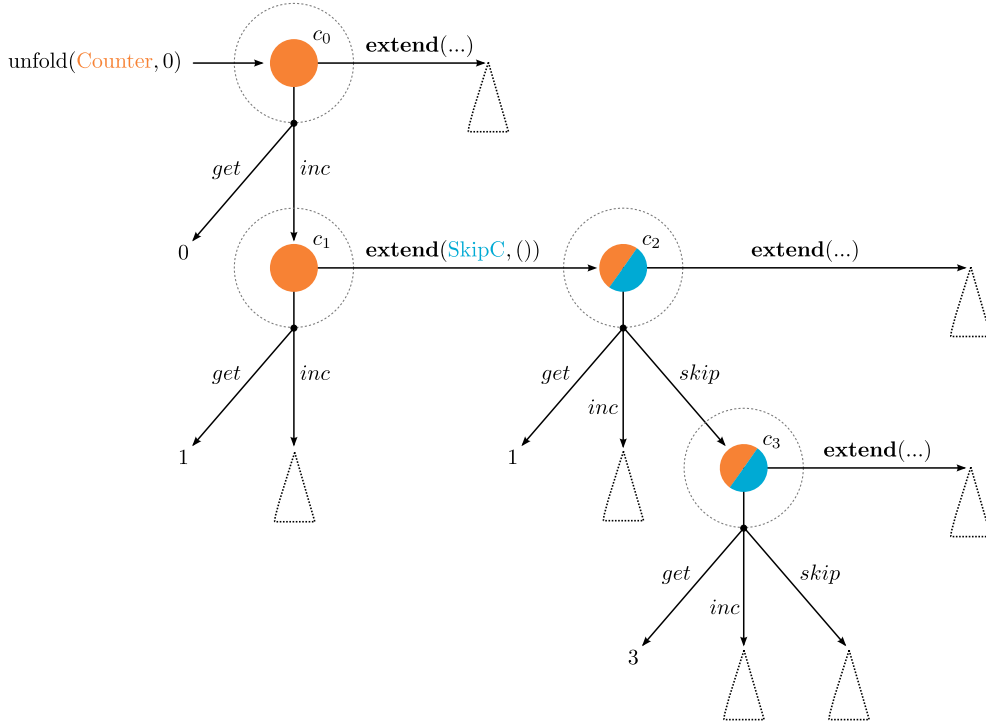 c₀
extend(...)
unfold(Counter, 0)
get
inc
c₁
c₂
0
extend(SkipC, ())
extend(...)
get
inc
get
skip
inc
c₃
1
1
extend(...)
get
skip
inc
3